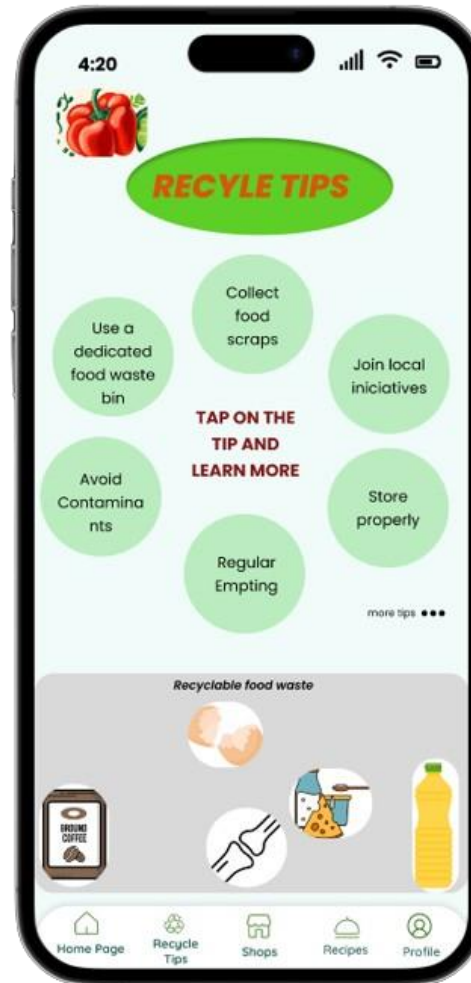 4:20
RECYLE TIPS
Collect
food
scraps
Use a
dedicated
food waste
bin
Join local
iniciatives
TAP ON THE
TIP AND
LEARN MORE
Avoid
Contamina
nts
Store
properly
Regular
Empting
more tips
Recyclable food waste
GROUND
COFFEE
Home Page
Recycle
Tips
Shops
Recipes
Profile